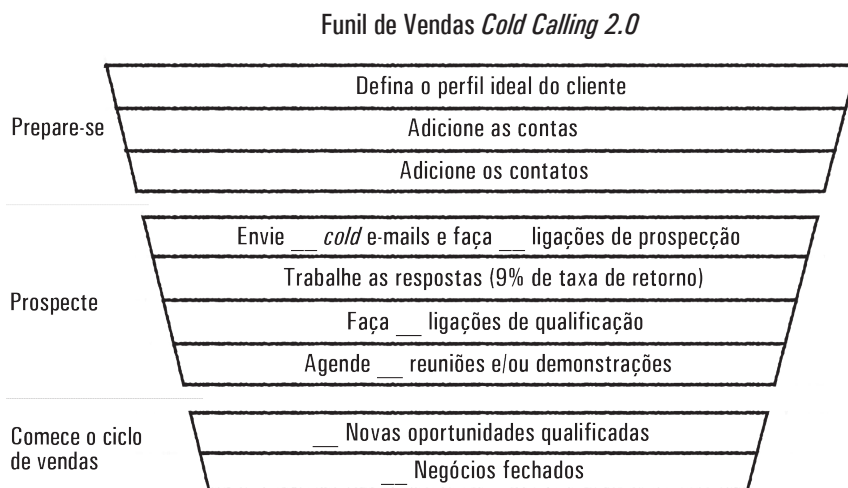 Funil de Vendas Cold Calling 2.0
Prepare-se
Defina o perfil ideal do cliente
Adicione as contas
Adicione os contatos
Prospecte
Envie __ cold e-mails e faça __ ligações de prospecção
Trabalhe as respostas (9% de taxa de retorno)
Faça __ ligações de qualificação
Agende __ reuniões e/ou demonstrações
Comece o ciclo
de vendas
__ Novas oportunidades qualificadas
__ Negócios fechados